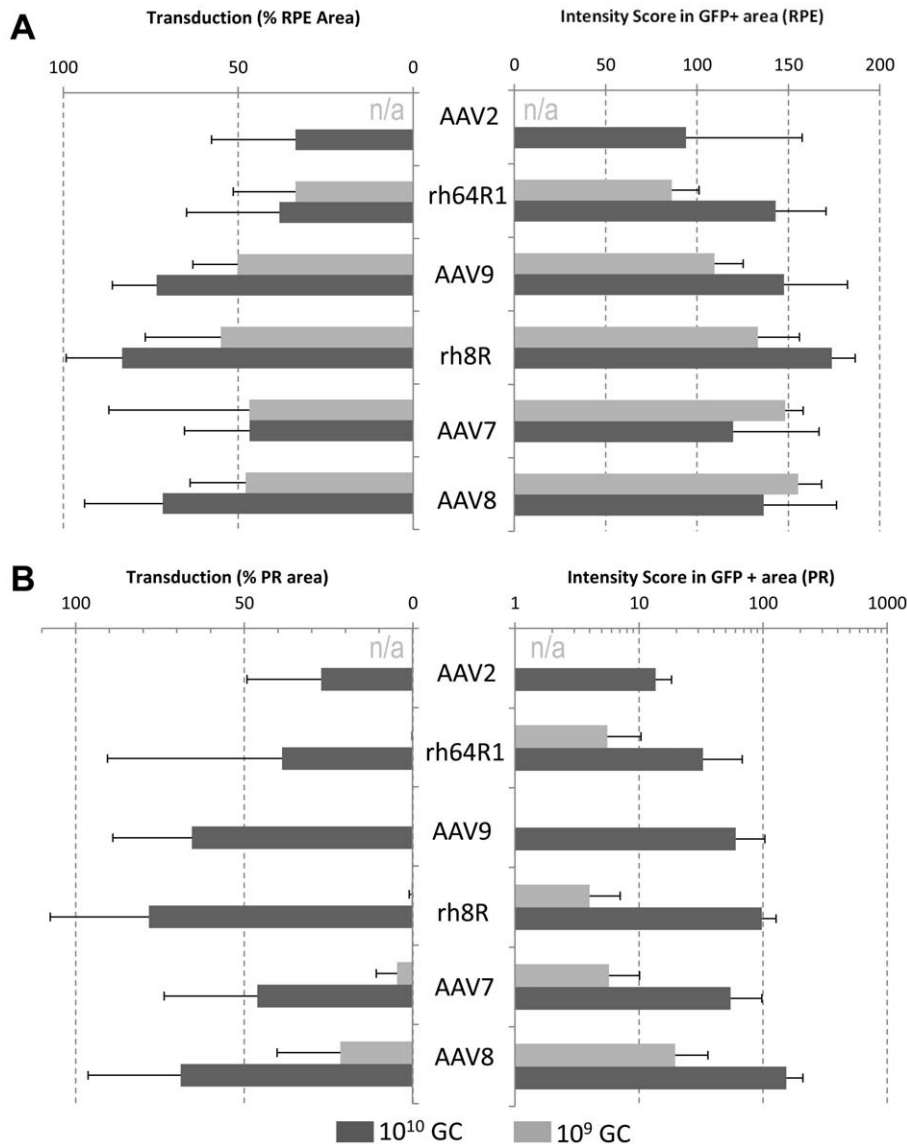 A
Transduction (% RPE Area)
Intensity Score in GFP+ area (RPE)
100 50 0
0 50 100 150 200
n/a
AAV2
n/a
rh64R1
AAV9
rh8R
AAV7
AAV8
B
Transduction (% PR area)
Intensity Score in GFP + area (PR)
100 50 0
1 10 100 1000
n/a
AAV2
n/a
rh64R1
AAV9
rh8R
AAV7
AAV8
10¹⁰ GC
10⁹ GC